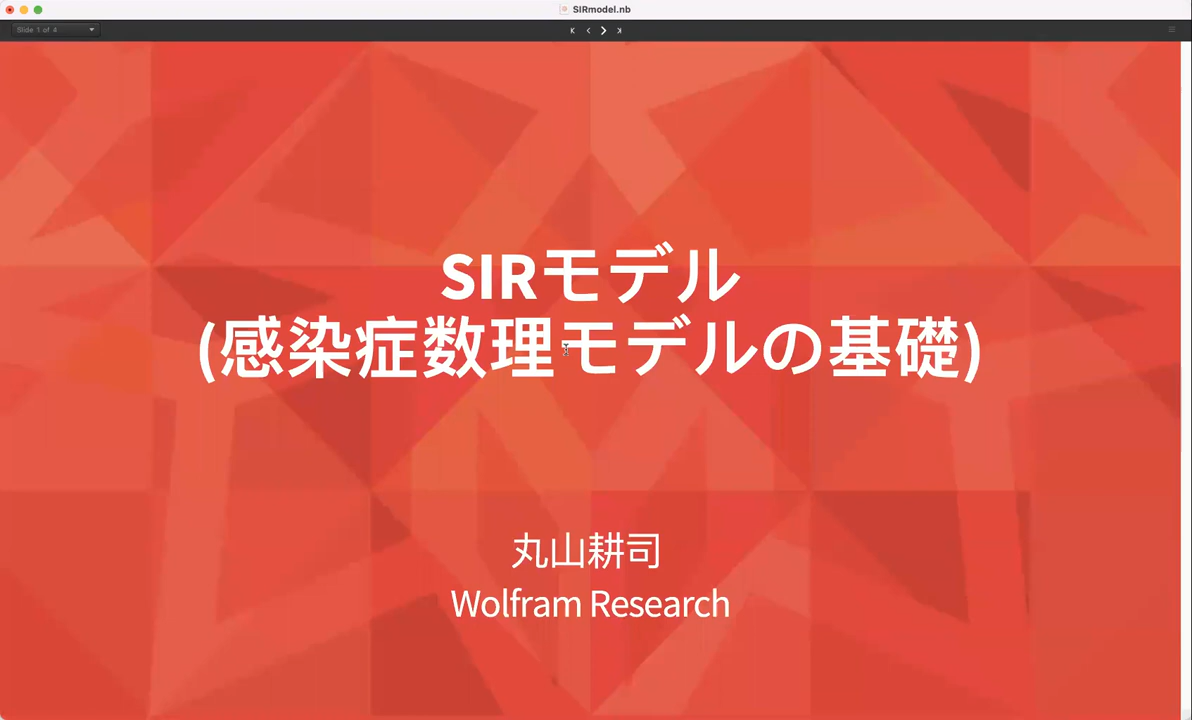 SIRmodel.nb
Slide 1 of 4
SIRモデル
(感染症数理モデルの基礎)
丸山耕司
Wolfram Research